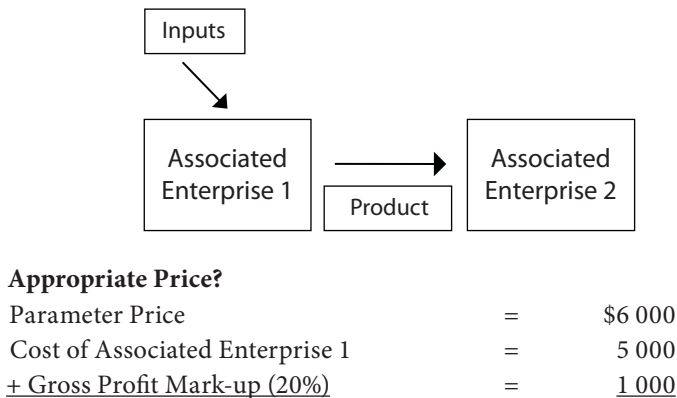 Inputs
Associated
Enterprise 1
Product
Associated
Enterprise 2
Appropriate Price?
Parameter Price = $6 000
Cost of Associated Enterprise 1 = 5 000
+ Gross Profit Mark-up (20%) = 1 000